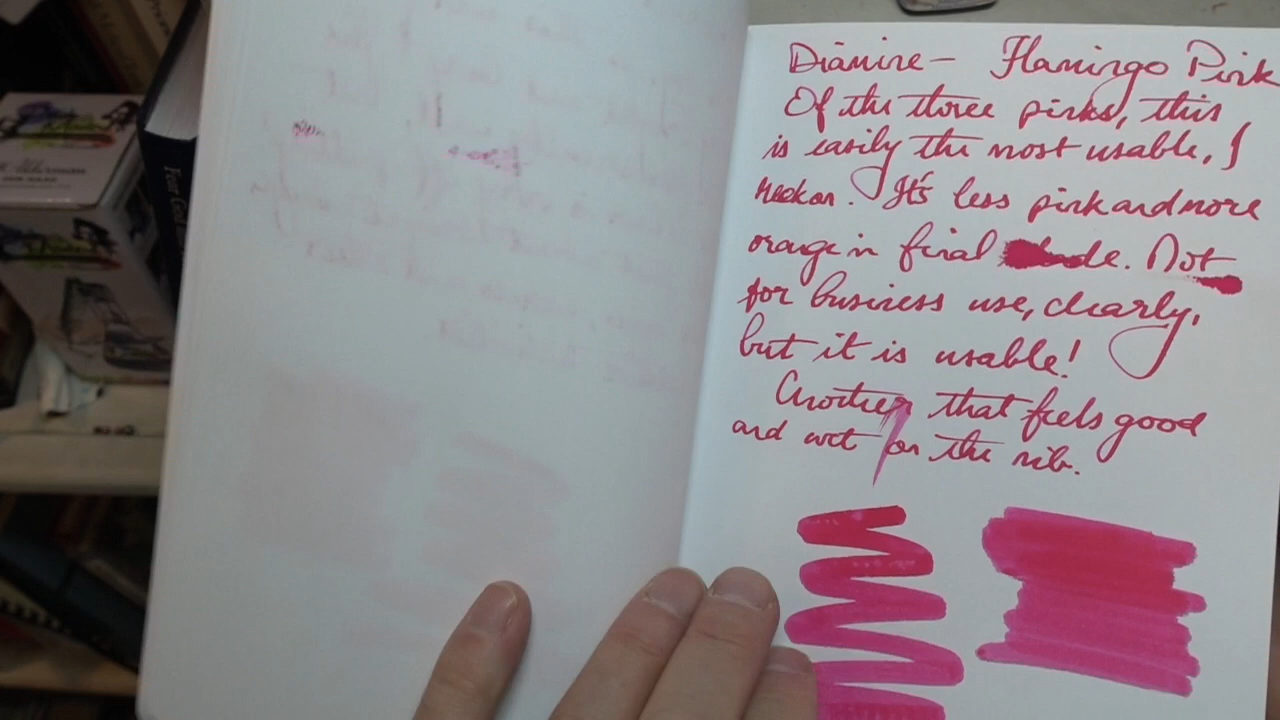 Diamine — Flamingo Pink
Of the three pinks, this
is easily the most usable, I
reckon. It's less pink and more
orange in final shade. Not
for business use, clearly,
but it is usable!
Another that feels good
and wet on the nib.
Fear God